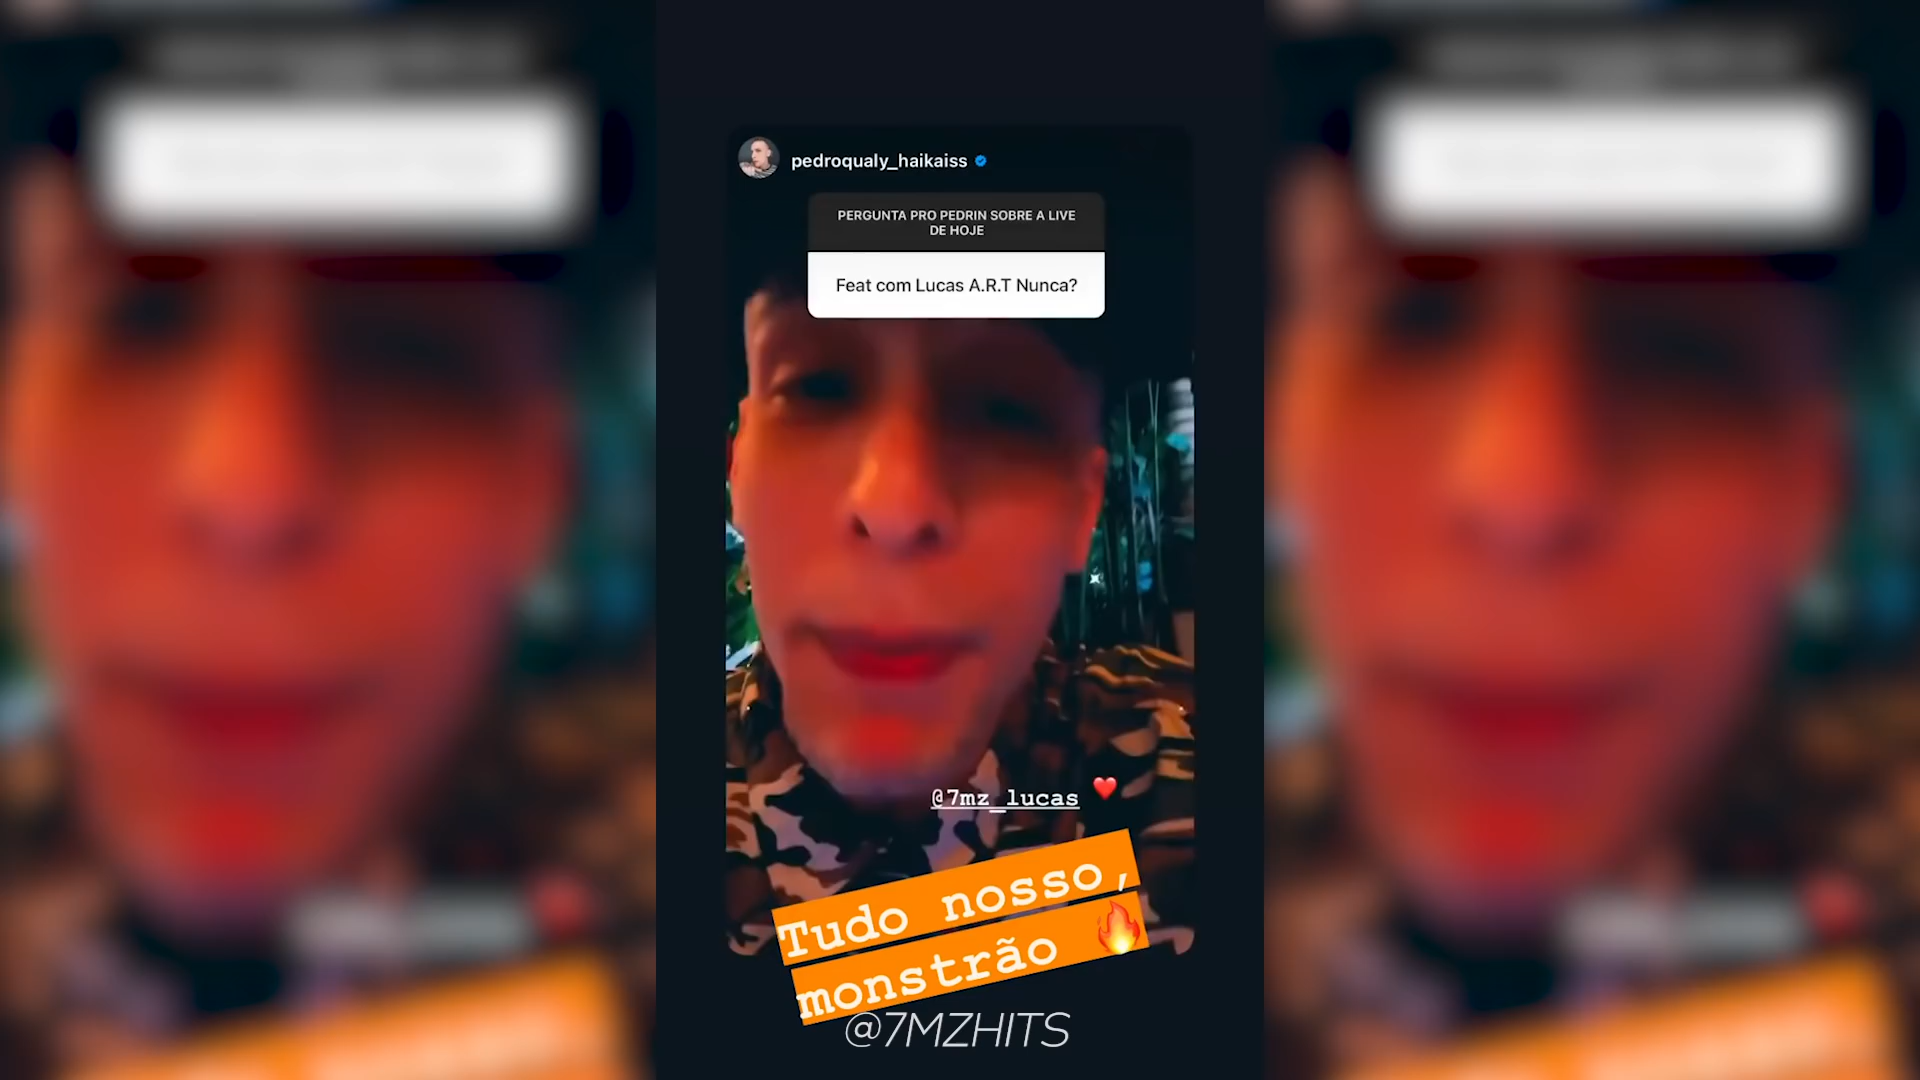 pedroqualy_haikaiss
PERGUNTA PRO PEDRIN SOBRE A LIVE
DE HOJE
Feat com Lucas A.R.T Nunca?
@7mz_lucas ❤️
Tudo nosso,
monstrão 🔥
@7MZHITS